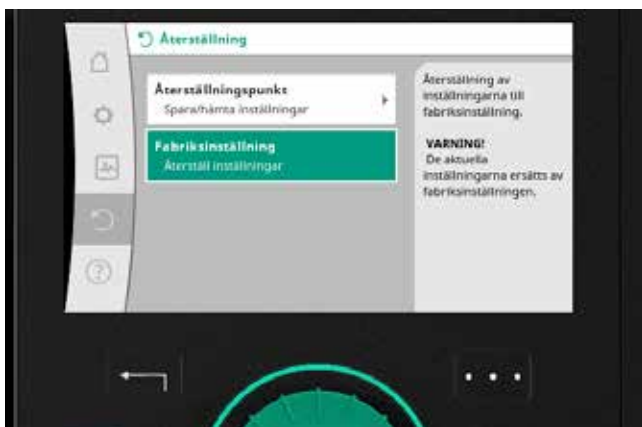 Återställning
Återställningspunkt
Spara/hämta inställningar
Fabriksinställning
Återställ inställningar
Återställning av
inställningarna till
fabriksinställning.
VARNING!
De aktuella
inställningarna ersätts av
fabriksinställningen.